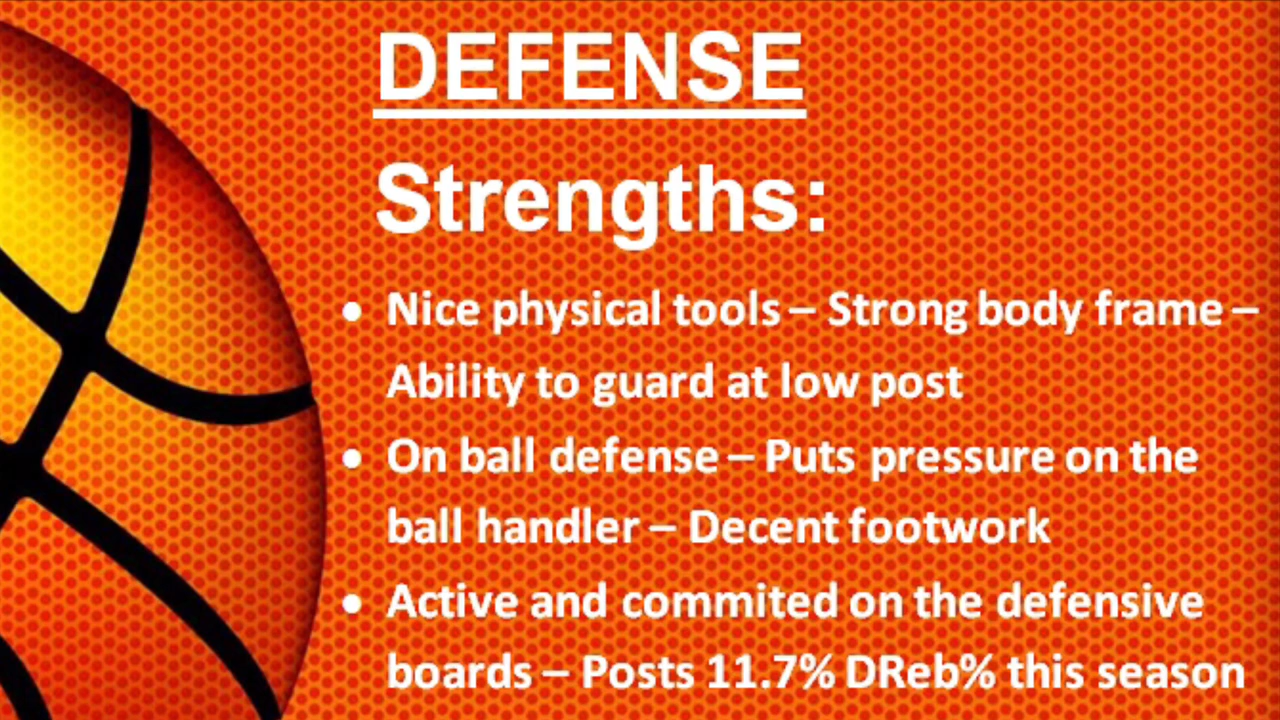 DEFENSE
Strengths:
• Nice physical tools – Strong body frame –
Ability to guard at low post
• On ball defense – Puts pressure on the
ball handler – Decent footwork
• Active and commited on the defensive
boards – Posts 11.7% DReb% this season